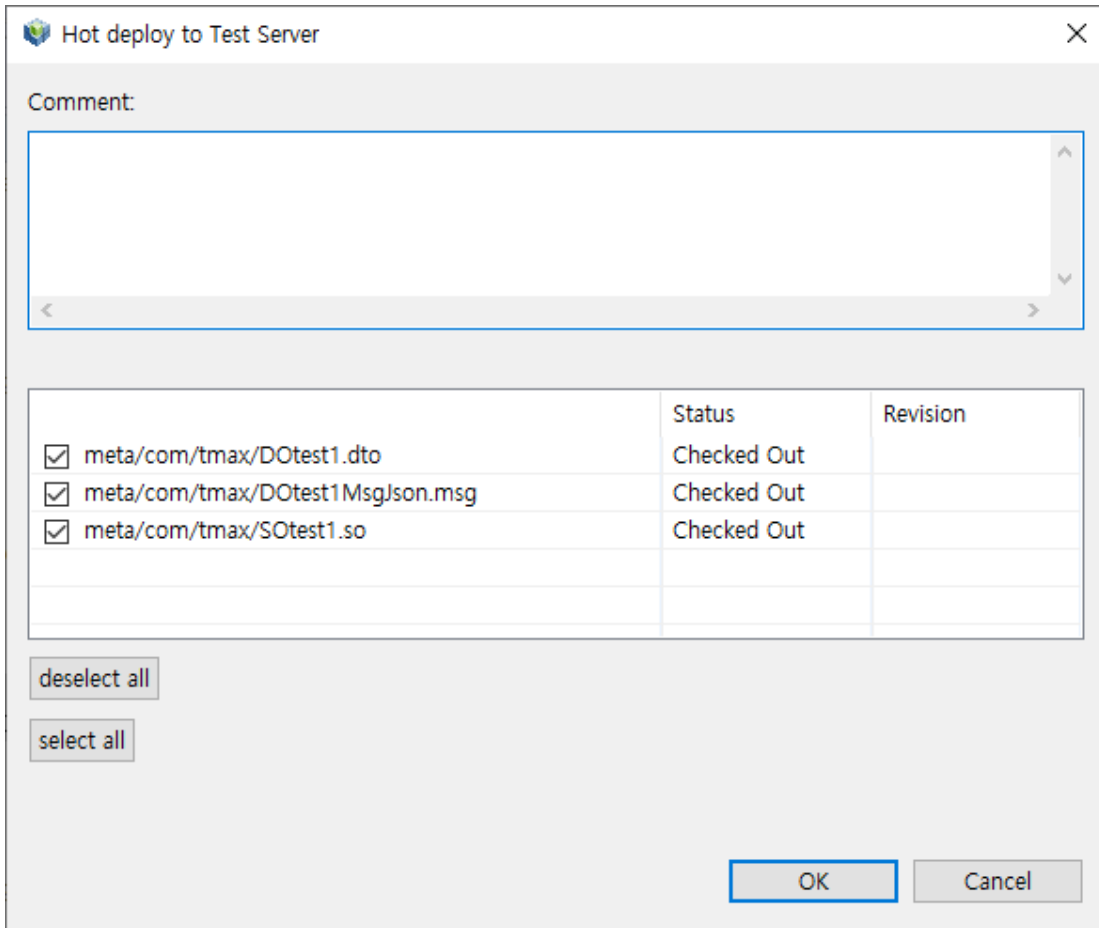 Hot deploy to Test Server
Comment:
Status Revision
meta/com/tmax/DOtest1.dto Checked Out
meta/com/tmax/DOtest1MsgJson.msg Checked Out
meta/com/tmax/SOtest1.so Checked Out
deselect all
select all
OK Cancel